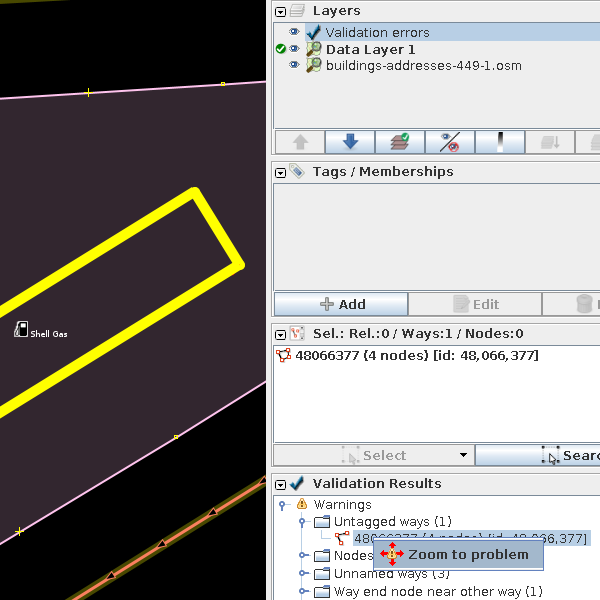 Layers
Validation errors
Data Layer 1
buildings-addresses-449-1.osm
Tags / Memberships
Add
Edit
Sel.: Rel.:0 / Ways:1 / Nodes:0
48066377 (4 nodes) [id: 48,066,377]
Shell Gas
Select
Searc
Validation Results
Warnings
Untagged ways (1)
48066377 (4 nodes) [id: 48,066,377]
Zoom to problem
Nodes
Unnamed ways (3)
Way end node near other way (1)